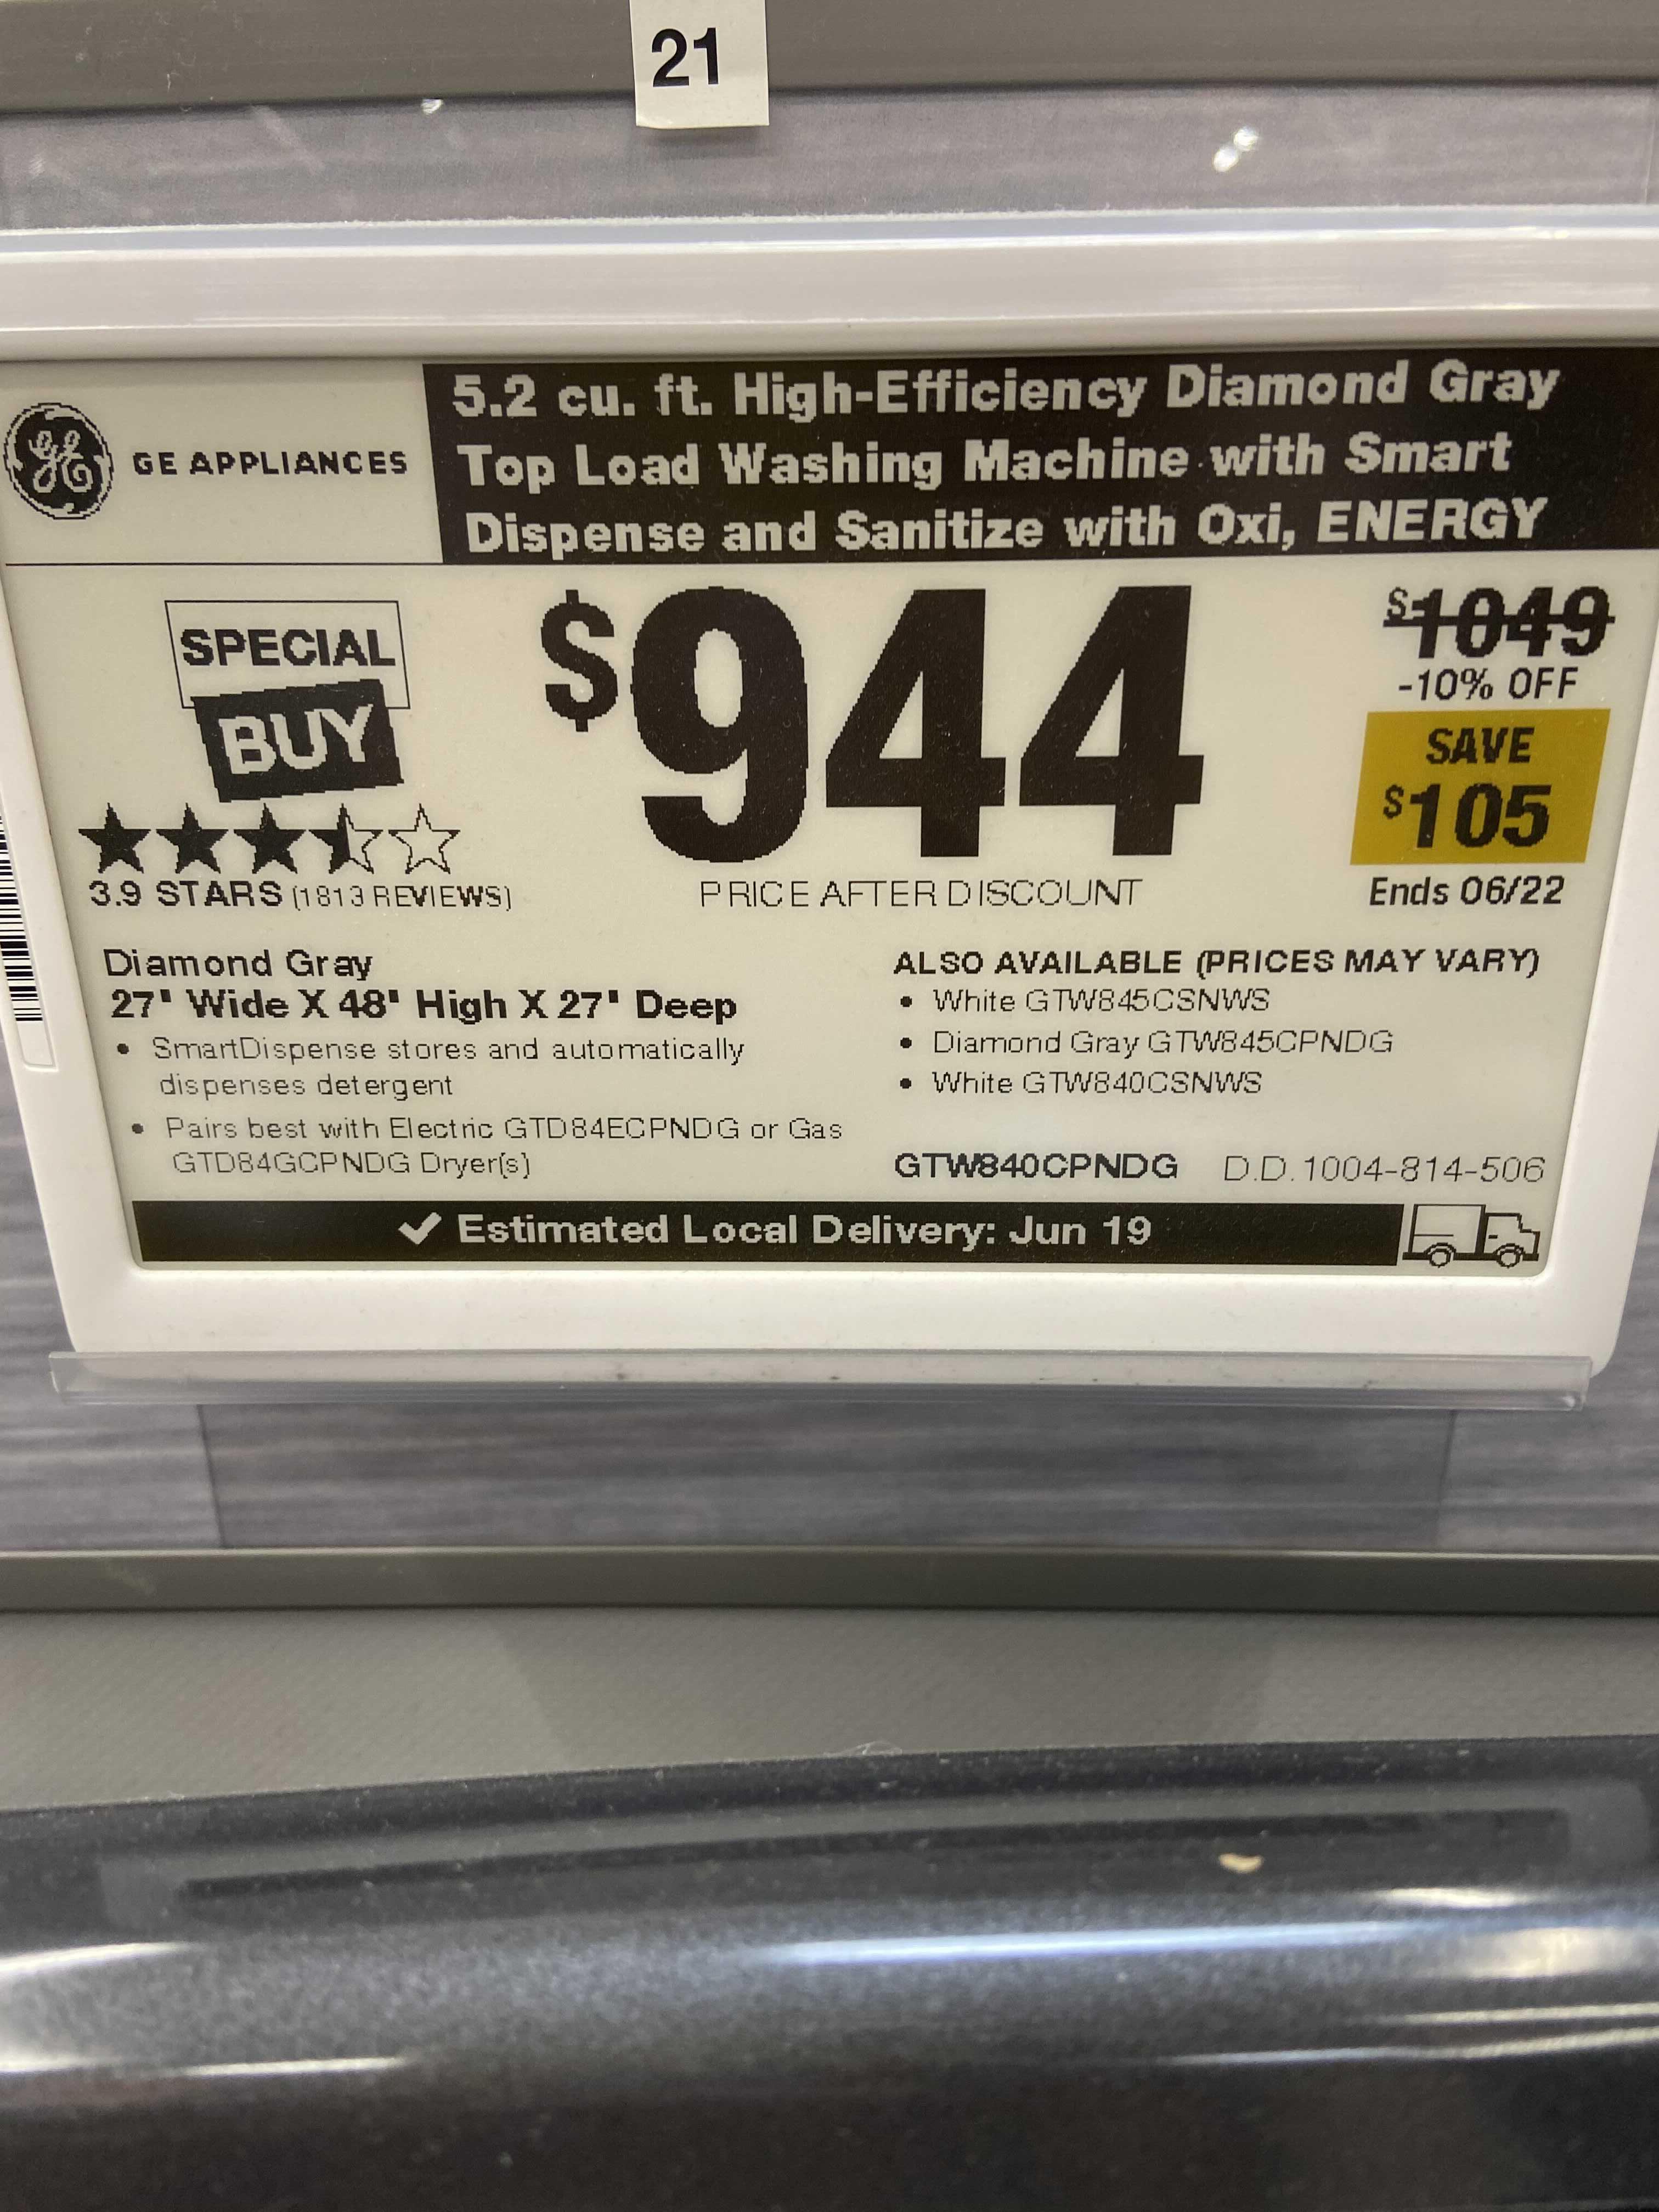 21
GE APPLIANCES
5.2 cu. ft. High-Efficiency Diamond Gray
Top Load Washing Machine with Smart
Dispense and Sanitize with Oxi, ENERGY
SPECIAL
BUY
$944
$1049
-10% OFF
SAVE
$105
Ends 06/22
3.9 STARS (1813 REVIEWS)
PRICE AFTER DISCOUNT
Diamond Gray
27" Wide X 48" High X 27" Deep
• SmartDispense stores and automatically
dispenses detergent
• Pairs best with Electric GTD84ECPNDG or Gas
GTD84GCPNDG Dryer(s)
ALSO AVAILABLE (PRICES MAY VARY)
• White GTW845CSNWS
• Diamond Gray GTW845CPNDG
• White GTW840CSNWS
GTW840CPNDG D.D.1004-814-506
✓ Estimated Local Delivery: Jun 19